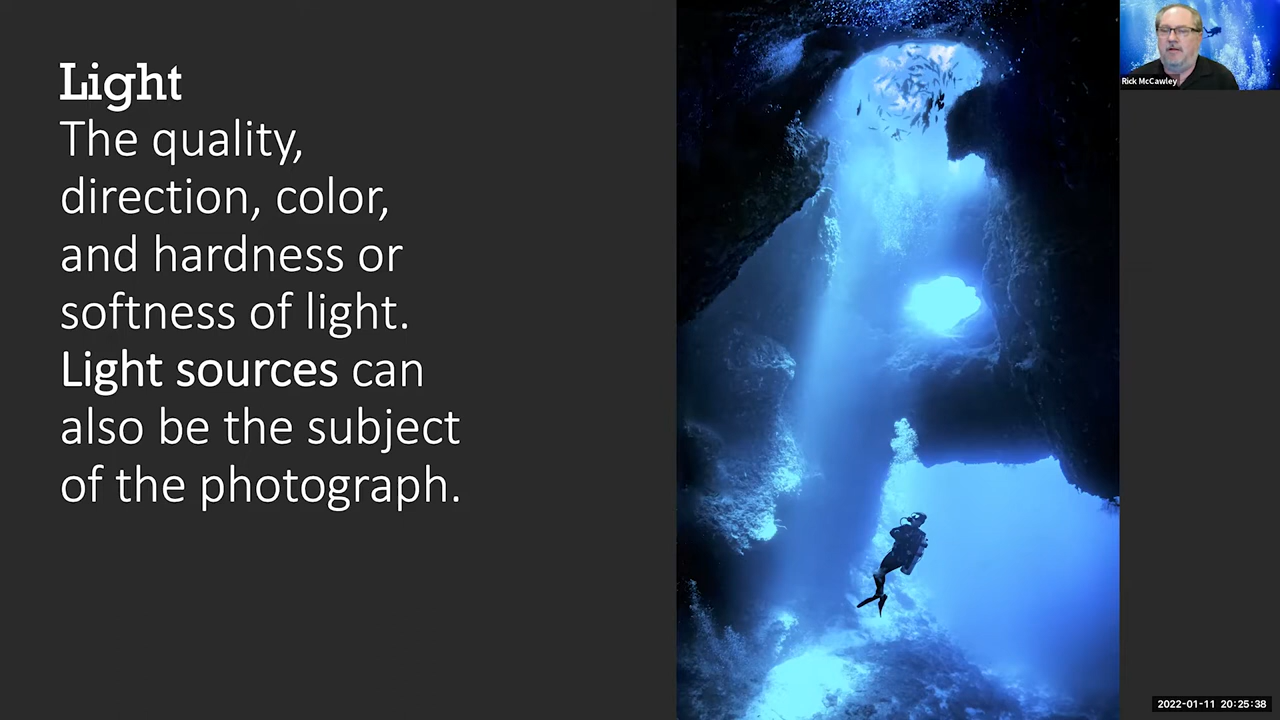 Light
The quality,
direction, color,
and hardness or
softness of light.
Light sources can
also be the subject
of the photograph.
Rick McCawley
2022-01-11 20:25:38